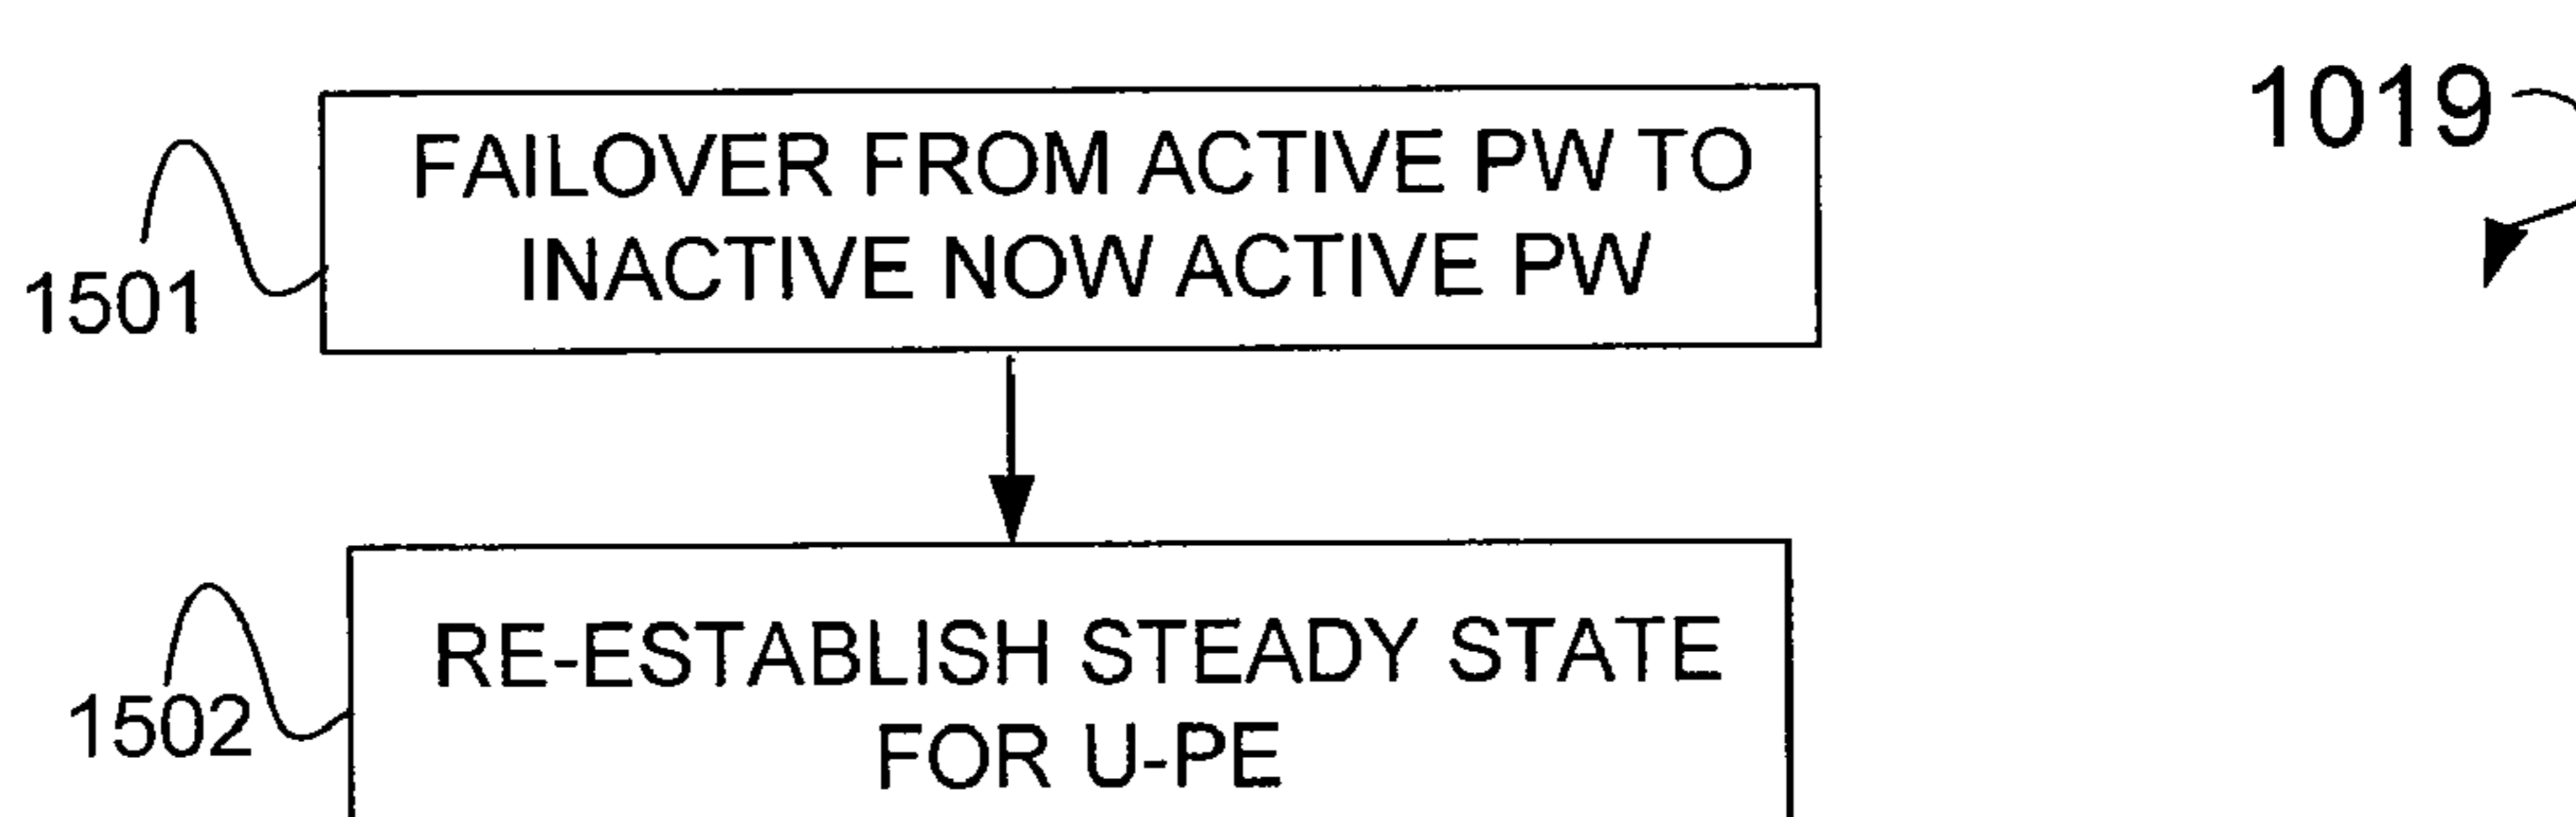 1019
FAILOVER FROM ACTIVE PW TO
INACTIVE NOW ACTIVE PW
1501
RE-ESTABLISH STEADY STATE
FOR U-PE
1502